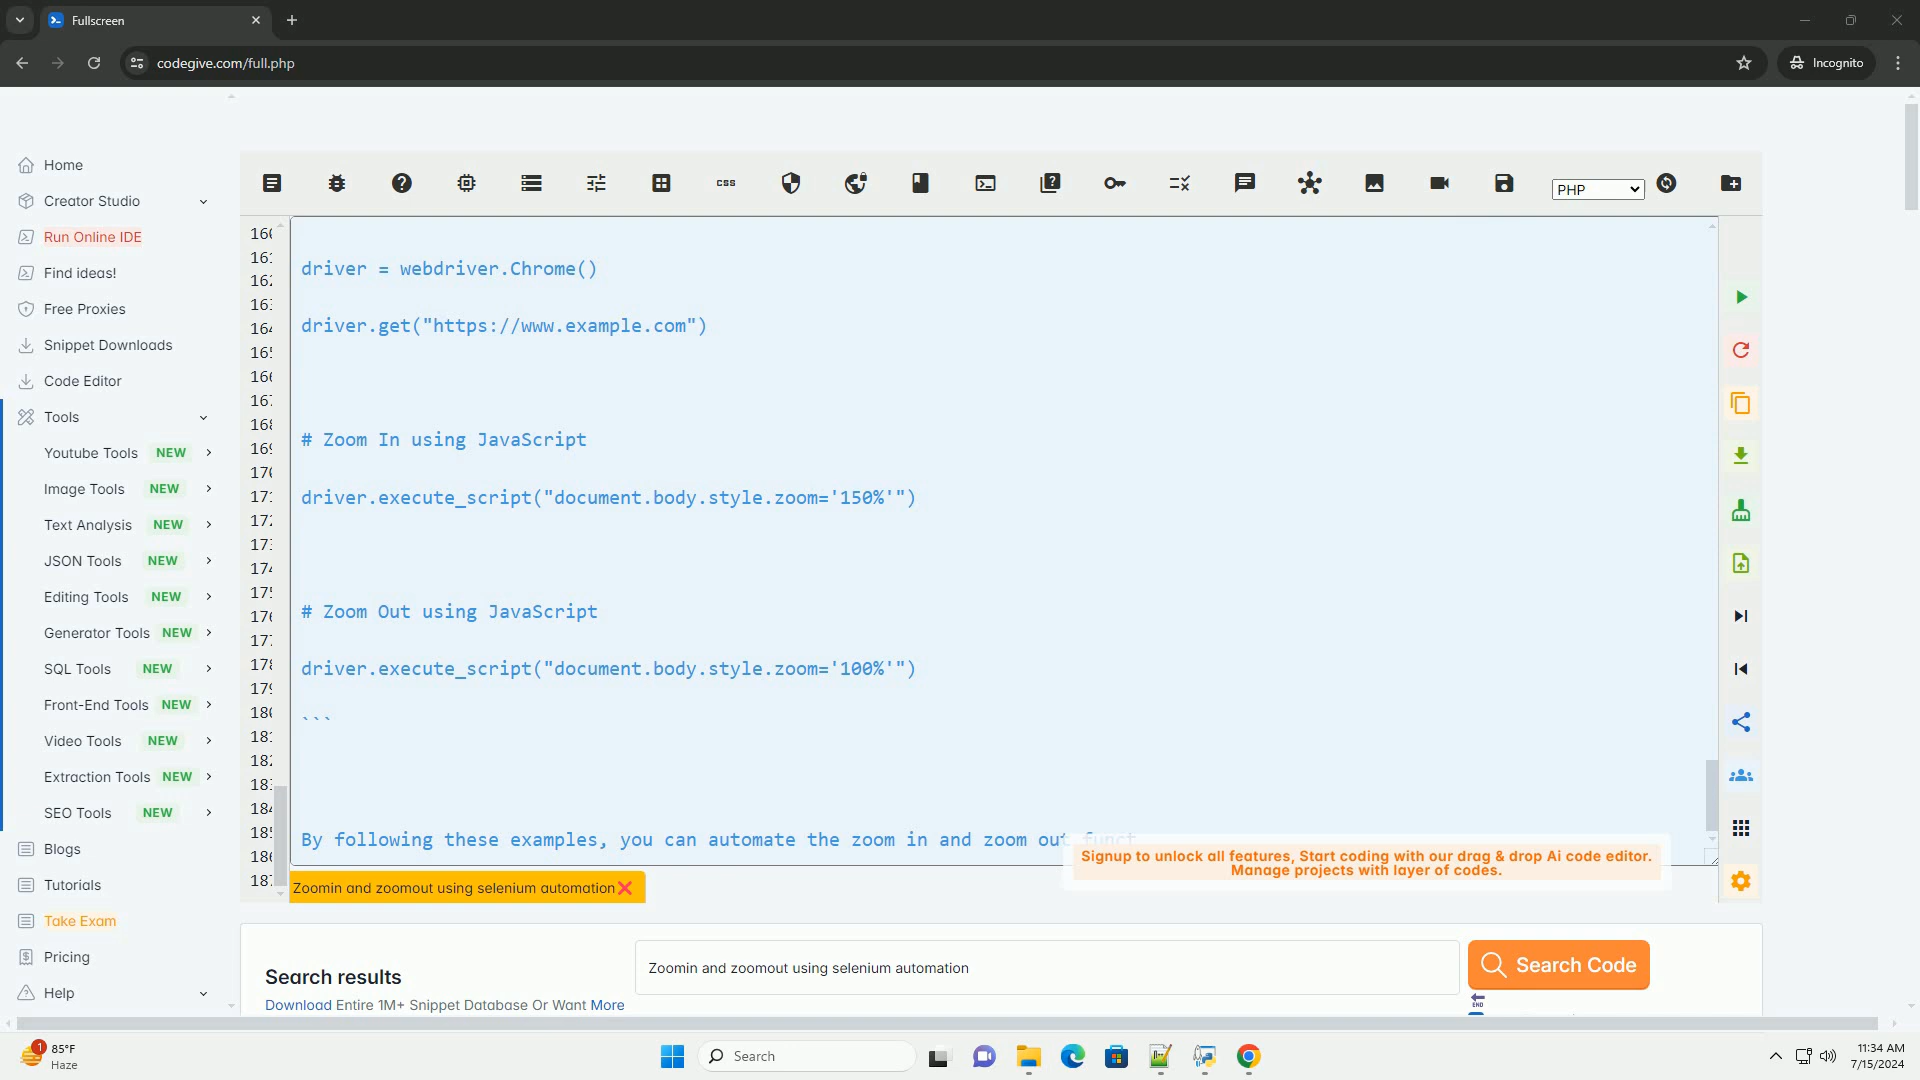 Fullscreen
codegive.com/full.php
Incognito
Home
Creator Studio
Run Online IDE
Find ideas!
Free Proxies
Snippet Downloads
Code Editor
Tools
Youtube Tools NEW
Image Tools NEW
Text Analysis NEW
JSON Tools NEW
Editing Tools NEW
Generator Tools NEW
SQL Tools NEW
Front-End Tools NEW
Video Tools NEW
Extraction Tools NEW
SEO Tools NEW
Blogs
Tutorials
Take Exam
Pricing
Help
css
PHP
driver = webdriver.Chrome()
driver.get("https://www.example.com")
# Zoom In using JavaScript
driver.execute_script("document.body.style.zoom='150%'")
# Zoom Out using JavaScript
driver.execute_script("document.body.style.zoom='100%'")
```
By following these examples, you can automate the zoom in and zoom out funct
Signup to unlock all features, Start coding with our drag & drop Ai code editor.
Manage projects with layer of codes.
Zoomin and zoomout using selenium automation
Search results
Zoomin and zoomout using selenium automation
Search Code
Download Entire 1M+ Snippet Database Or Want More
END
1
85°F
Haze
Search
11:34 AM
7/15/2024